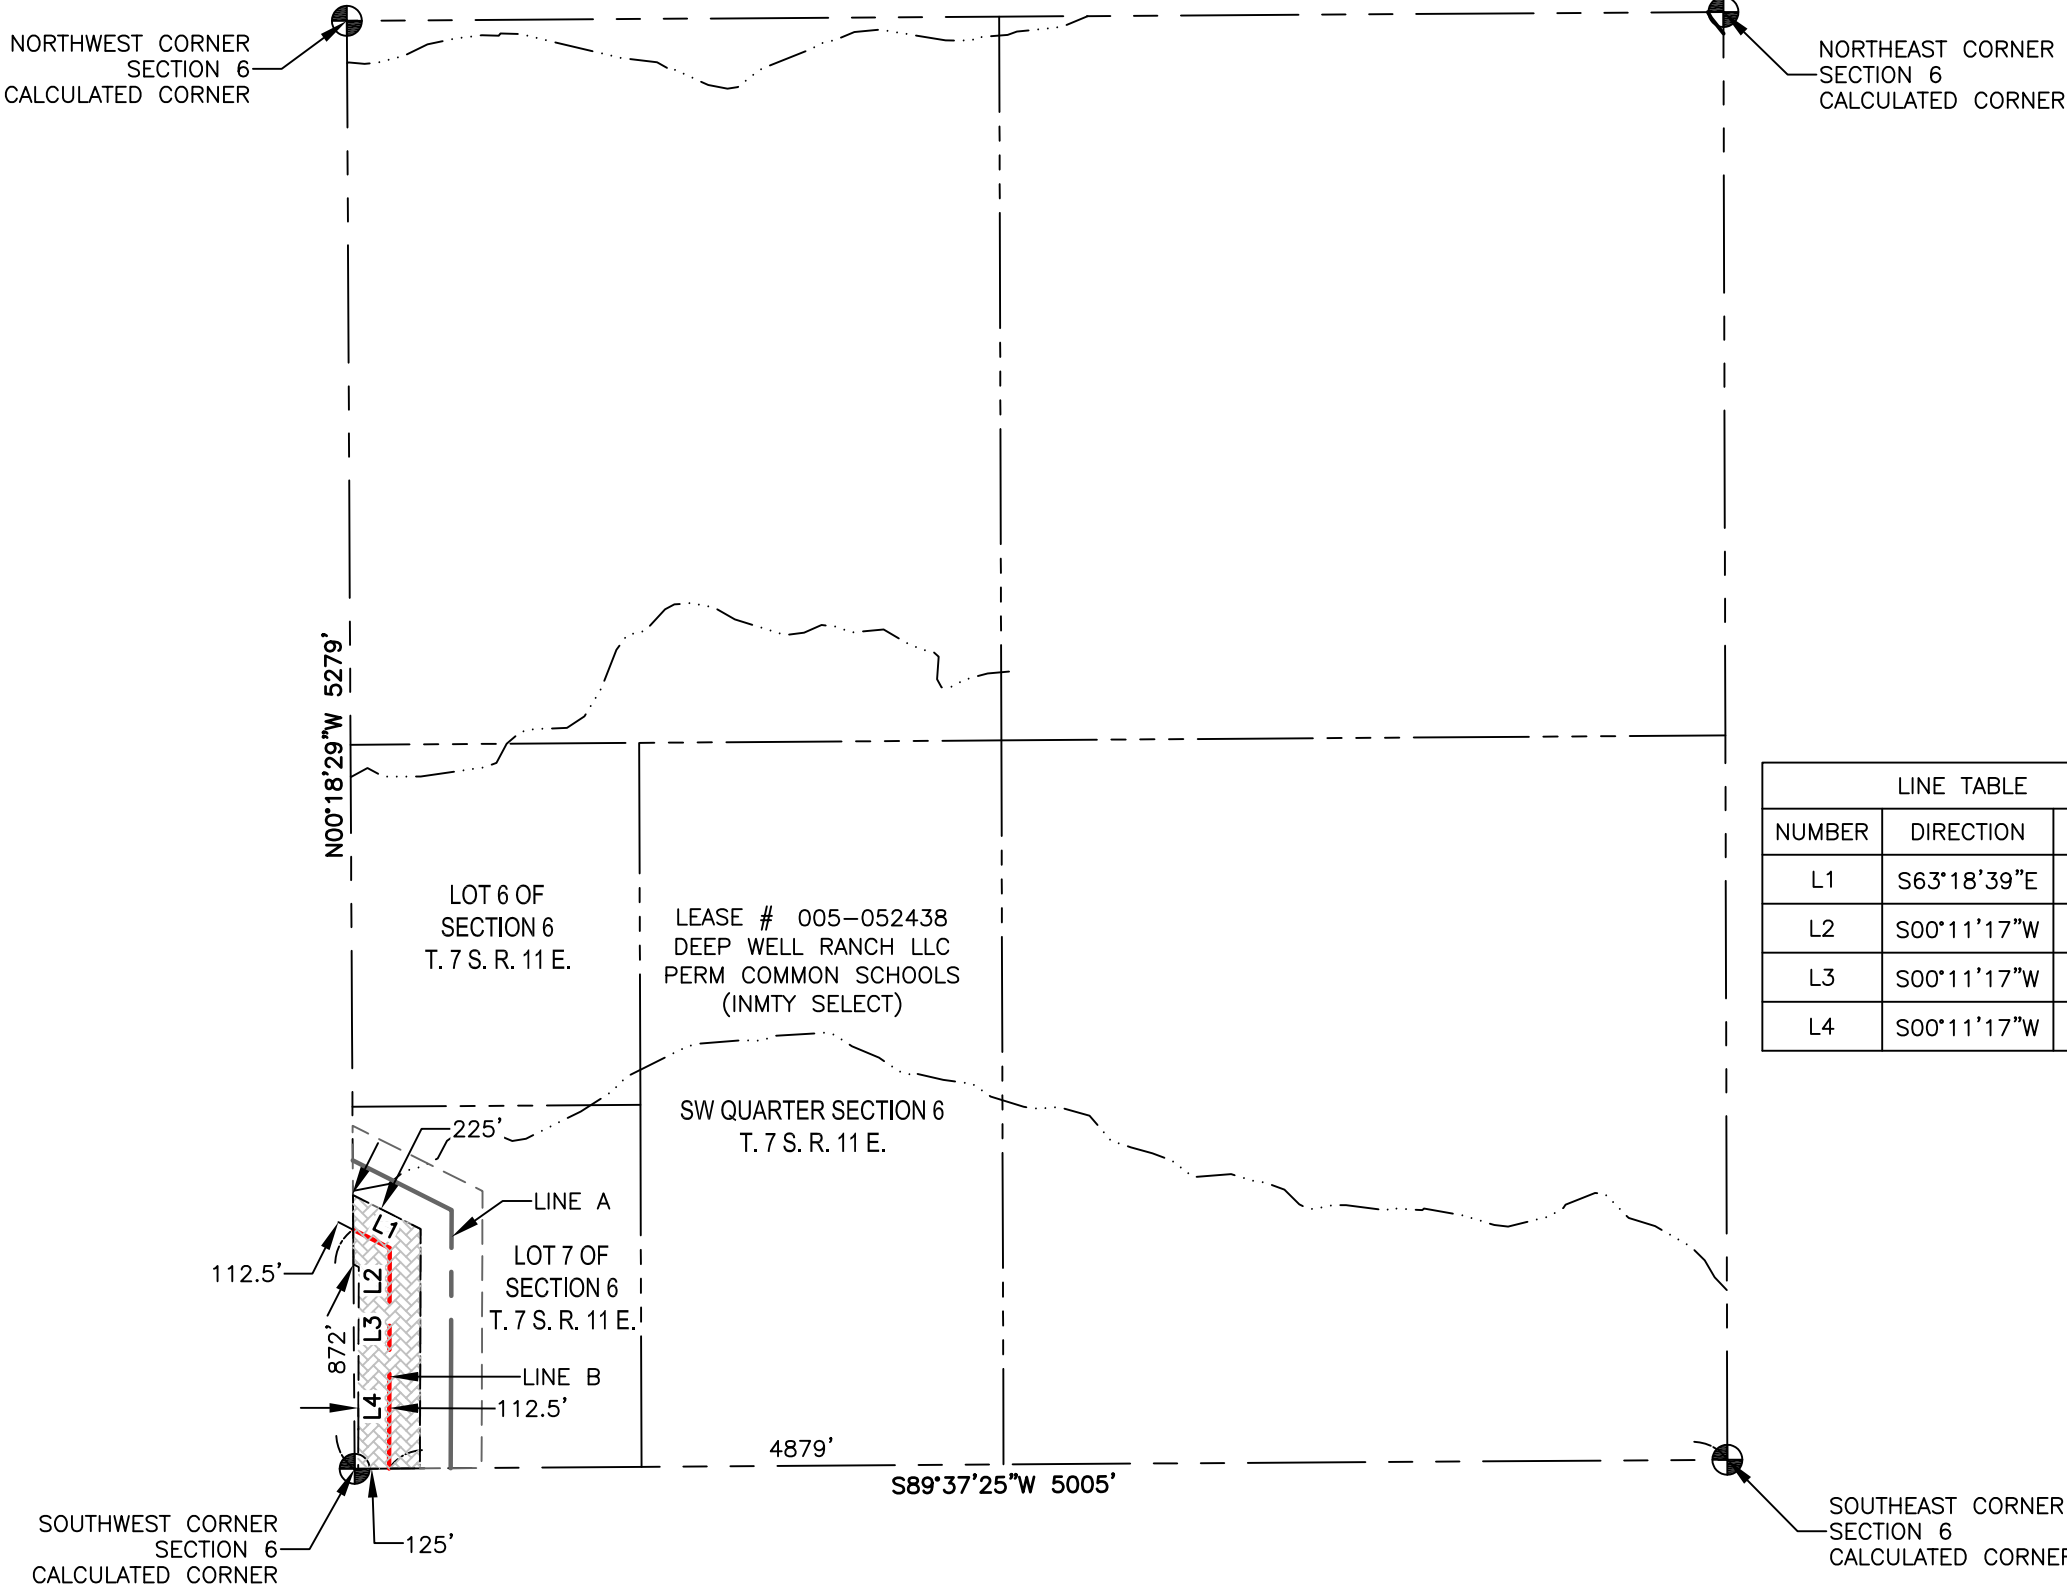 NORTHWEST CORNER
SECTION 6
CALCULATED CORNER
NORTHEAST CORNER
SECTION 6
CALCULATED CORNER
N00°18'29"W 5279'
LINE TABLE
NUMBER DIRECTION
L1 S63°18'39"E
L2 S00°11'17"W
L3 S00°11'17"W
L4 S00°11'17"W
LOT 6 OF
SECTION 6
T. 7 S. R. 11 E.
LEASE # 005-052438
DEEP WELL RANCH LLC
PERM COMMON SCHOOLS
(INMTY SELECT)
SW QUARTER SECTION 6
T. 7 S. R. 11 E.
225'
LINE A
L1
LOT 7 OF
SECTION 6
T. 7 S. R. 11 E.
112.5'
L2
L3
872'
LINE B
L4
112.5'
4879'
S89°37'25"W 5005'
SOUTHWEST CORNER
SECTION 6
CALCULATED CORNER
125'
SOUTHEAST CORNER
SECTION 6
CALCULATED CORNER